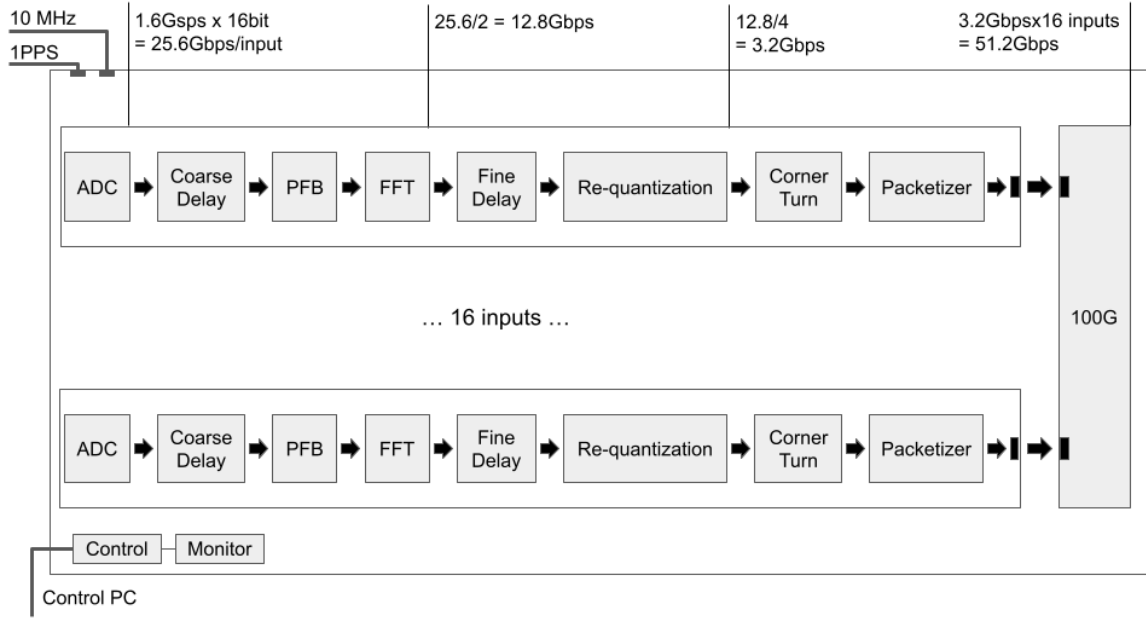 10 MHz
1PPS
1.6Gsps x 16bit
= 25.6Gbps/input
25.6/2 = 12.8Gbps
12.8/4
= 3.2Gbps
3.2Gbpsx16 inputs
= 51.2Gbps
ADC
Coarse
Delay
PFB
FFT
Fine
Delay
Re-quantization
Corner
Turn
Packetizer
... 16 inputs ...
100G
ADC
Coarse
Delay
PFB
FFT
Fine
Delay
Re-quantization
Corner
Turn
Packetizer
Control
Monitor
Control PC